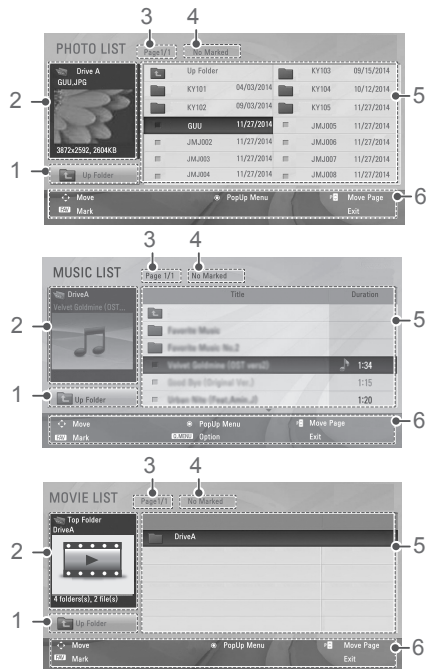 3 4
PHOTO LIST Page1/1 No Marked
Drive A
GUU.JPG
3872x2592, 2604KB
Up Folder
Up Folder
KY101 04/03/2014
KY102 09/03/2014
GUU 11/27/2014
JMJ002 11/27/2014
JMJ003 11/27/2014
JMJ004 11/27/2014
KY103 09/15/2014
KY104 10/12/2014
KY105 11/27/2014
JMJ005 11/27/2014
JMJ006 11/27/2014
JMJ007 11/27/2014
JMJ008 11/27/2014
2
1
5
6
Move PopUp Menu Move Page
FAV Mark Exit
3 4
MUSIC LIST Page 1/1 No Marked
DriveA
Velvet Goldmine (OST...
Up Folder
Title Duration
Favorite Music
Favorite Music No.2
Velvet Goldmine (OST vers2) 1:34
Good Bye (Original Ver.) 1:15
Urban Nite (Feat.Amin..J) 1:20
2
1
5
6
Move PopUp Menu Move Page
FAV Mark Option Exit
3 4
MOVIE LIST Page1/1 No Marked
Top Folder
DriveA
4 folders(s), 2 file(s)
Up Folder
DriveA
2
1
5
6
Move PopUp Menu Move Page
FAV Mark Exit